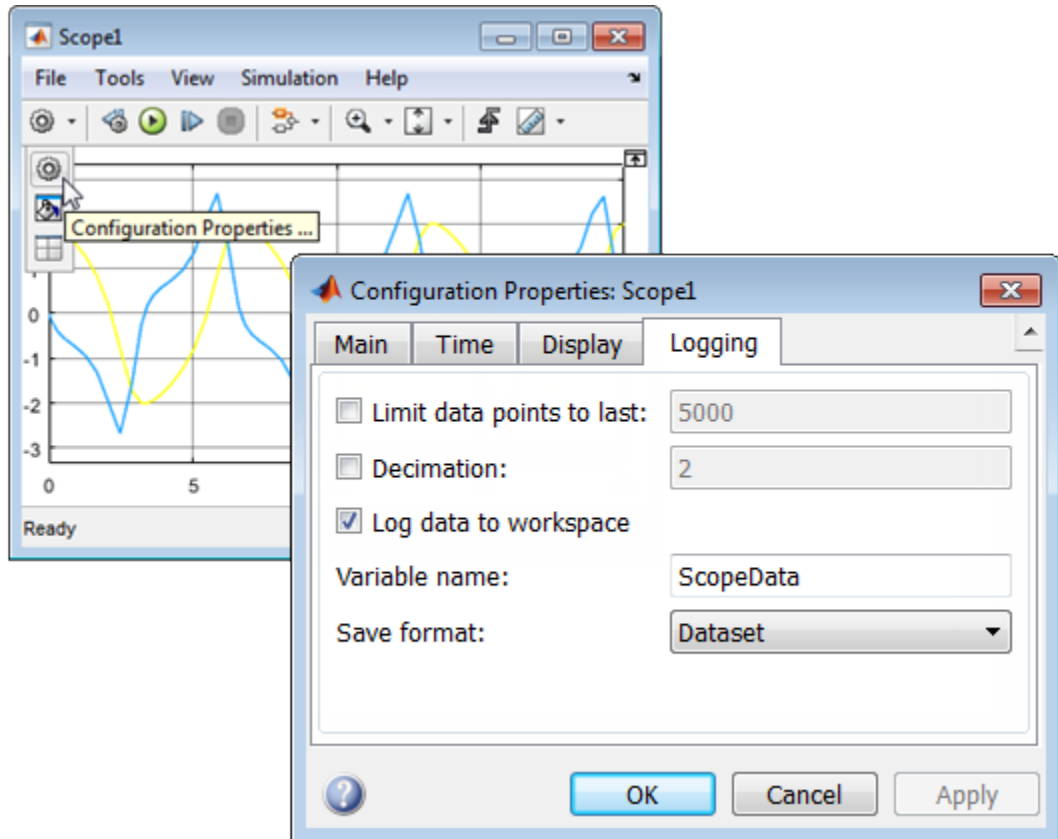 Scope1
File Tools View Simulation Help
Configuration Properties ...
0
-1
-2
-3
0 5
Ready
Configuration Properties: Scope1
Main Time Display Logging
Limit data points to last: 5000
Decimation: 2
Log data to workspace
Variable name: ScopeData
Save format: Dataset
OK Cancel Apply